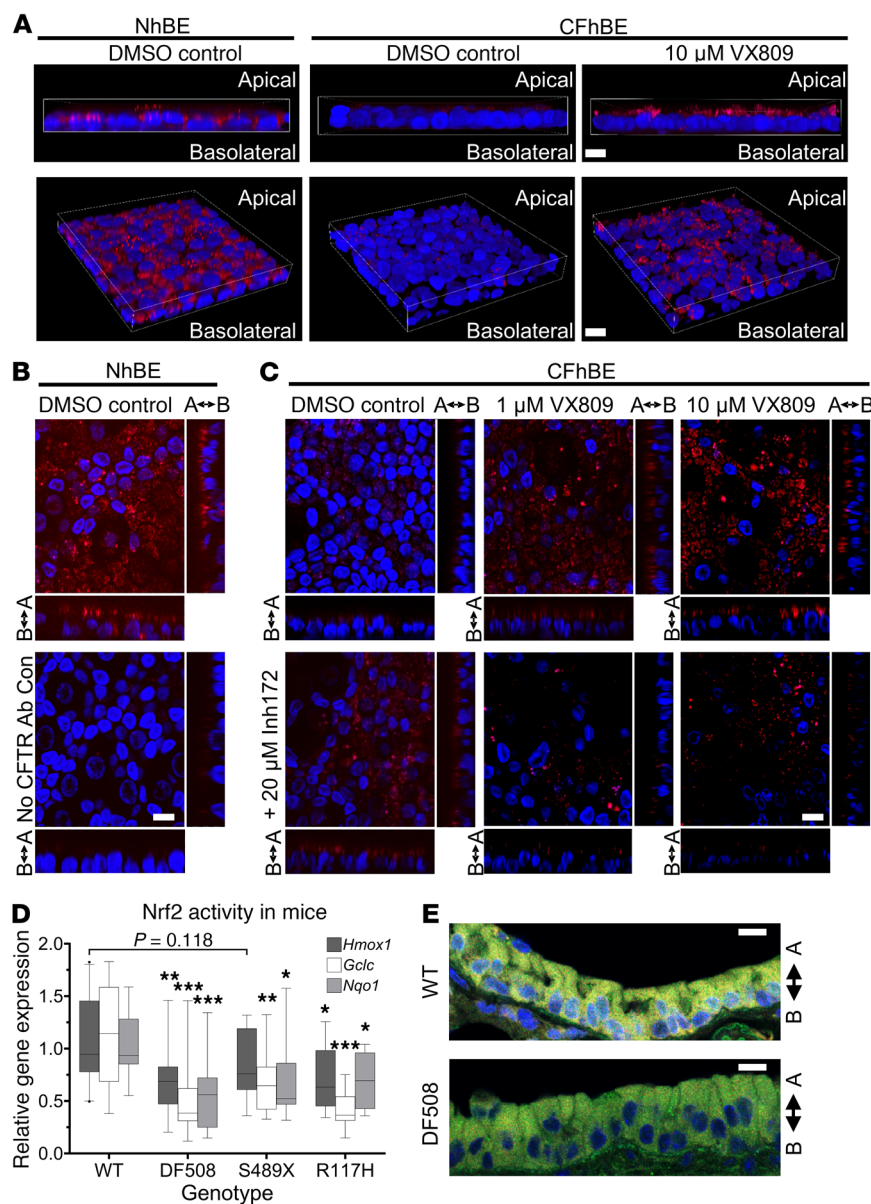 A
NhBE
CFhBE
DMSO control
DMSO control
10 µM VX809
Apical
Basolateral
Apical
Basolateral
Apical
Basolateral
Apical
Basolateral
Apical
Basolateral
Apical
Basolateral
B
NhBE
DMSO control A↔B
B↔A
No CFTR Ab Con
B↔A
C
CFhBE
DMSO control A↔B 1 µM VX809 A↔B 10 µM VX809 A↔B
B↔A
B↔A
B↔A
+ 20 µM Inh172
B↔A
B↔A
B↔A
D
Nrf2 activity in mice
P = 0.118
Hmox1
Gclc
Nqo1
Relative gene expression
2.0
1.5
1.0
0.5
0.0
**
***
***
**
*
*
***
*
WT DF508 S489X R117H
Genotype
E
WT
B ↔ A
DF508
B ↔ A